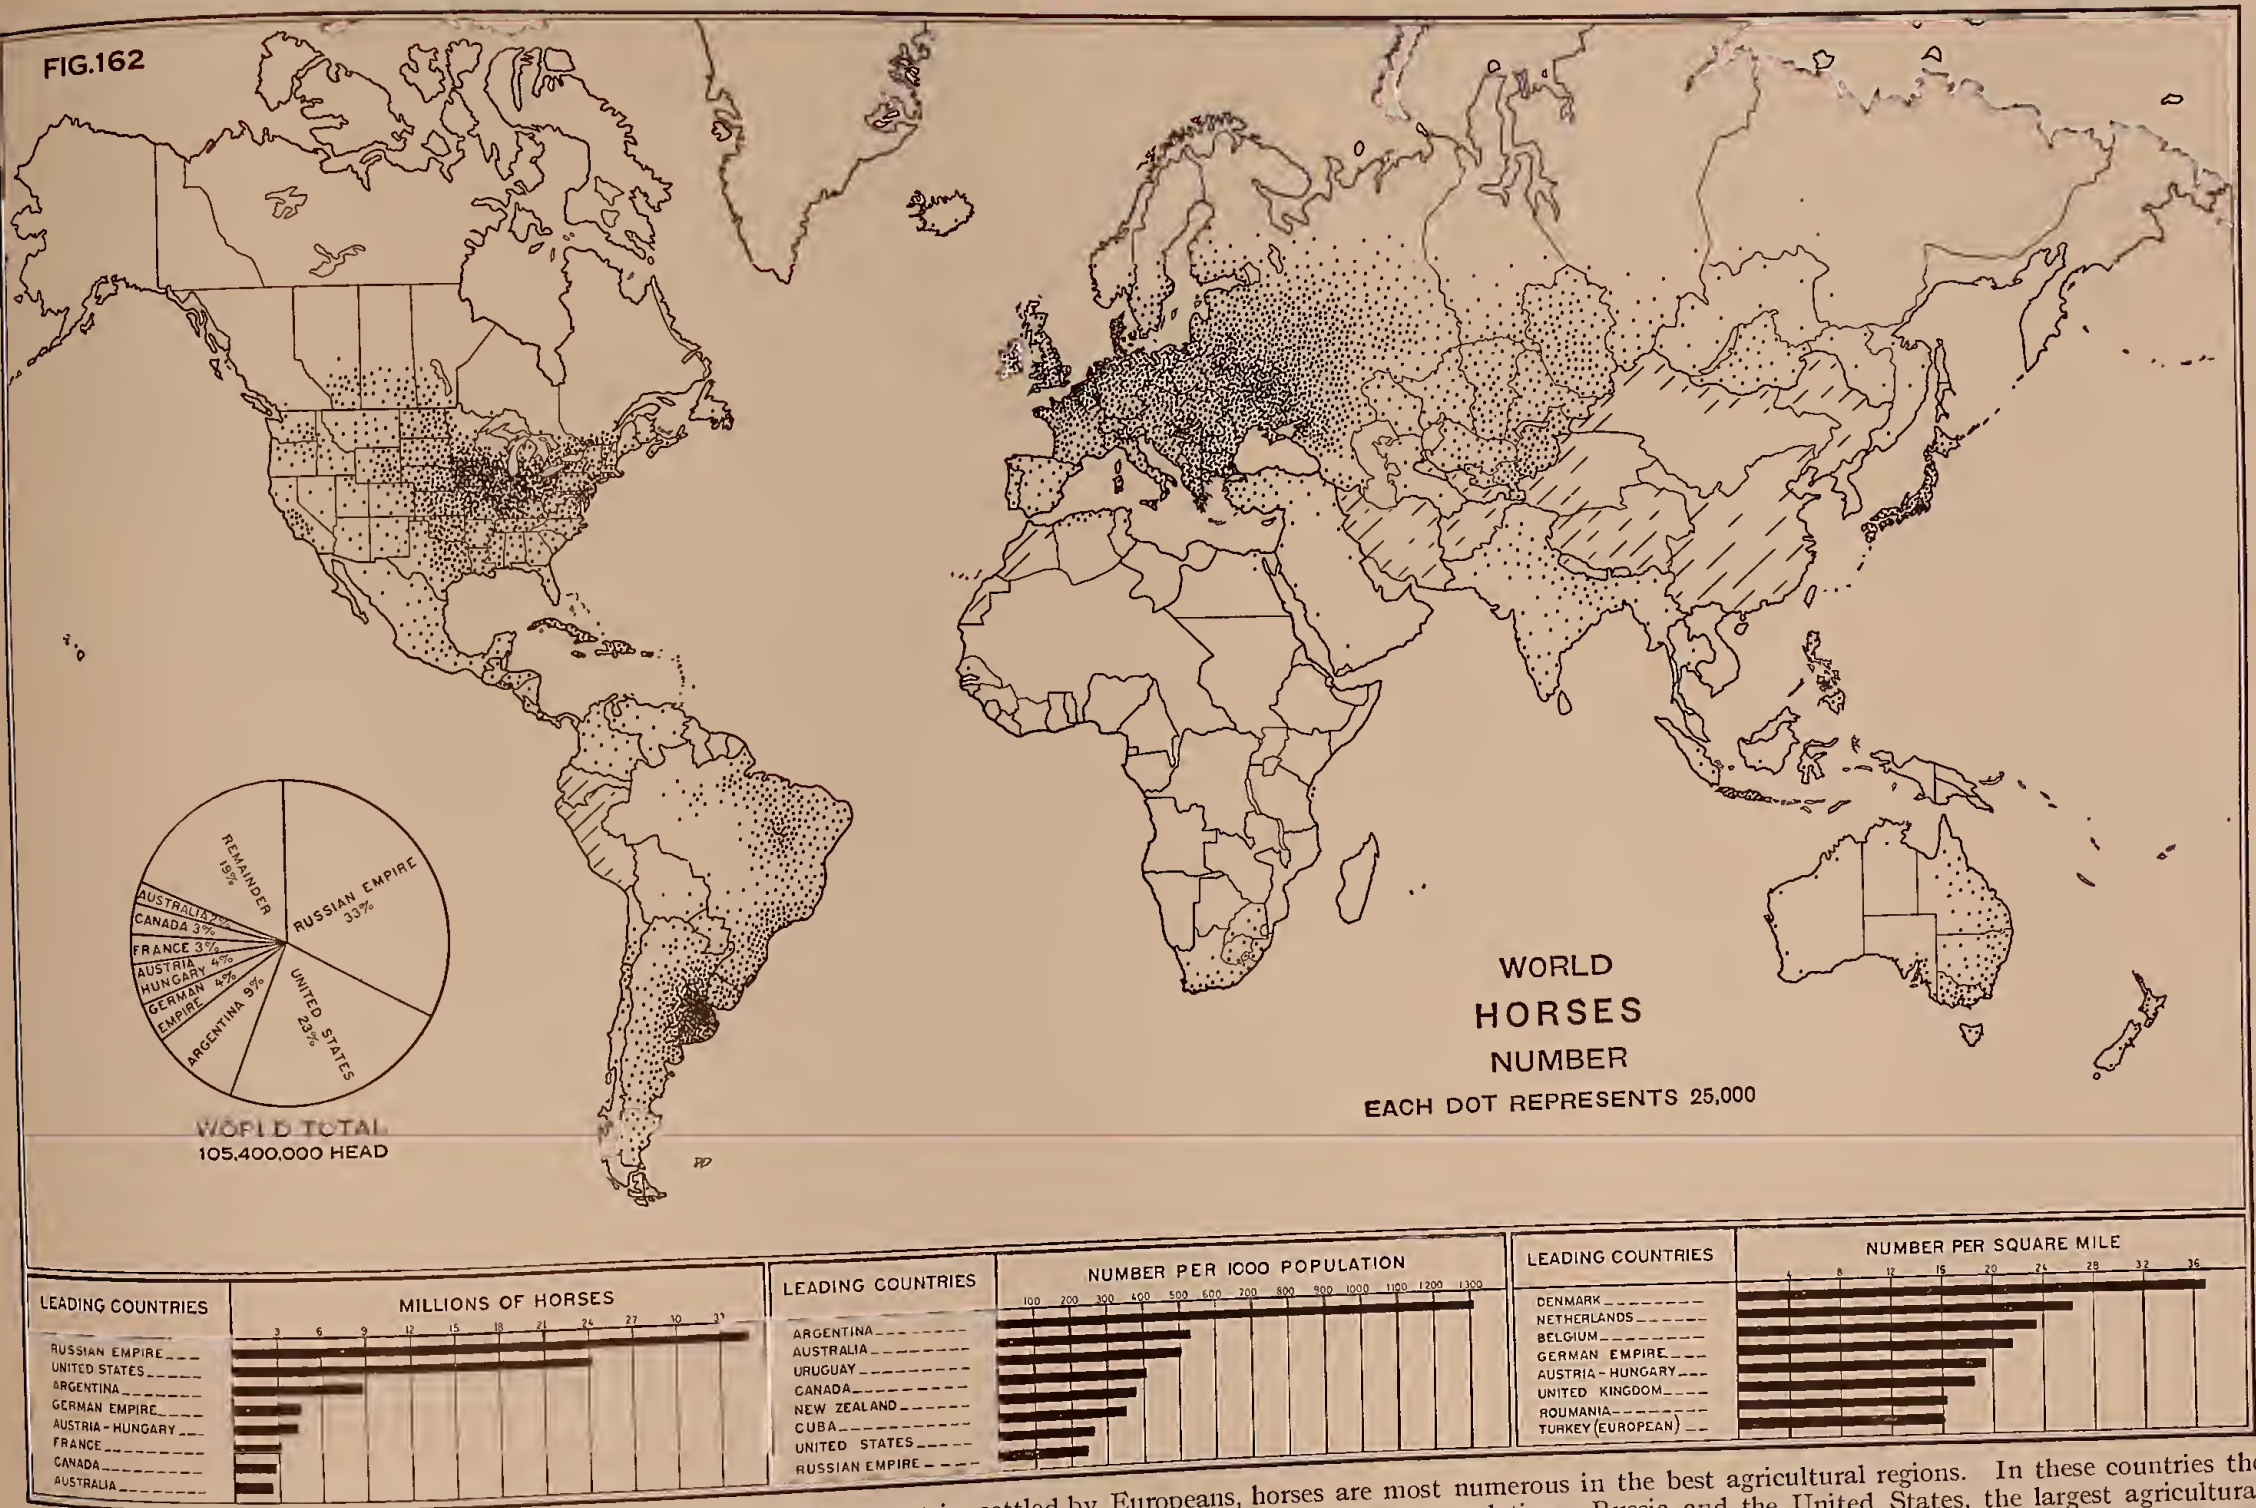 FIG.162
REMAINDER
19%
RUSSIAN EMPIRE
33%
AUSTRALIA 2%
CANADA 3%
FRANCE 3%
AUSTRIA
HUNGARY 4%
GERMAN
EMPIRE 4%
ARGENTINA 9%
UNITED STATES
23%
WORLD TOTAL
105,400,000 HEAD
WORLD
HORSES
NUMBER
EACH DOT REPRESENTS 25,000
LEADING COUNTRIES
MILLIONS OF HORSES
3 6 9 12 15 18 21 24 27 30 33
RUSSIAN EMPIRE
UNITED STATES
ARGENTINA
GERMAN EMPIRE
AUSTRIA-HUNGARY
FRANCE
CANADA
AUSTRALIA
LEADING COUNTRIES
NUMBER PER 1000 POPULATION
100 200 300 400 500 600 700 800 900 1000 1100 1200 1300
ARGENTINA
AUSTRALIA
URUGUAY
CANADA
NEW ZEALAND
CUBA
UNITED STATES
RUSSIAN EMPIRE
LEADING COUNTRIES
NUMBER PER SQUARE MILE
4 8 12 16 20 24 28 32 36
DENMARK
NETHERLANDS
BELGIUM
GERMAN EMPIRE
AUSTRIA-HUNGARY
UNITED KINGDOM
ROUMANIA
TURKEY (EUROPEAN)
settled by Europeans, horses are most numerous in the best agricultural regions. In these countries the
Russia and the United States, the largest agricultural